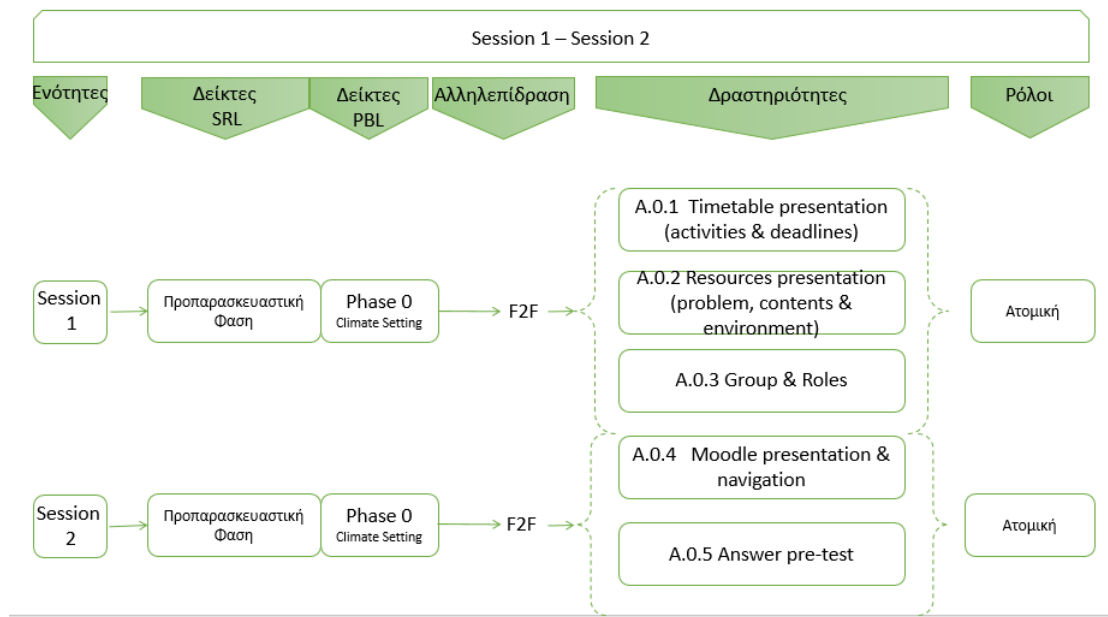 Session 1 – Session 2
Ενότητες
Δείκτες
SRL
Δείκτες
PBL
Αλληλεπίδραση
Δραστηριότητες
Ρόλοι
Session
1
Προπαρασκευαστική
Φαση
Phase 0
Climate Setting
F2F
A.0.1 Timetable presentation
(activities & deadlines)
A.0.2 Resources presentation
(problem, contents &
environment)
A.0.3 Group & Roles
Ατομική
Session
2
Προπαρασκευαστική
Φαση
Phase 0
Climate Setting
F2F
A.0.4 Moodle presentation &
navigation
A.0.5 Answer pre-test
Ατομική